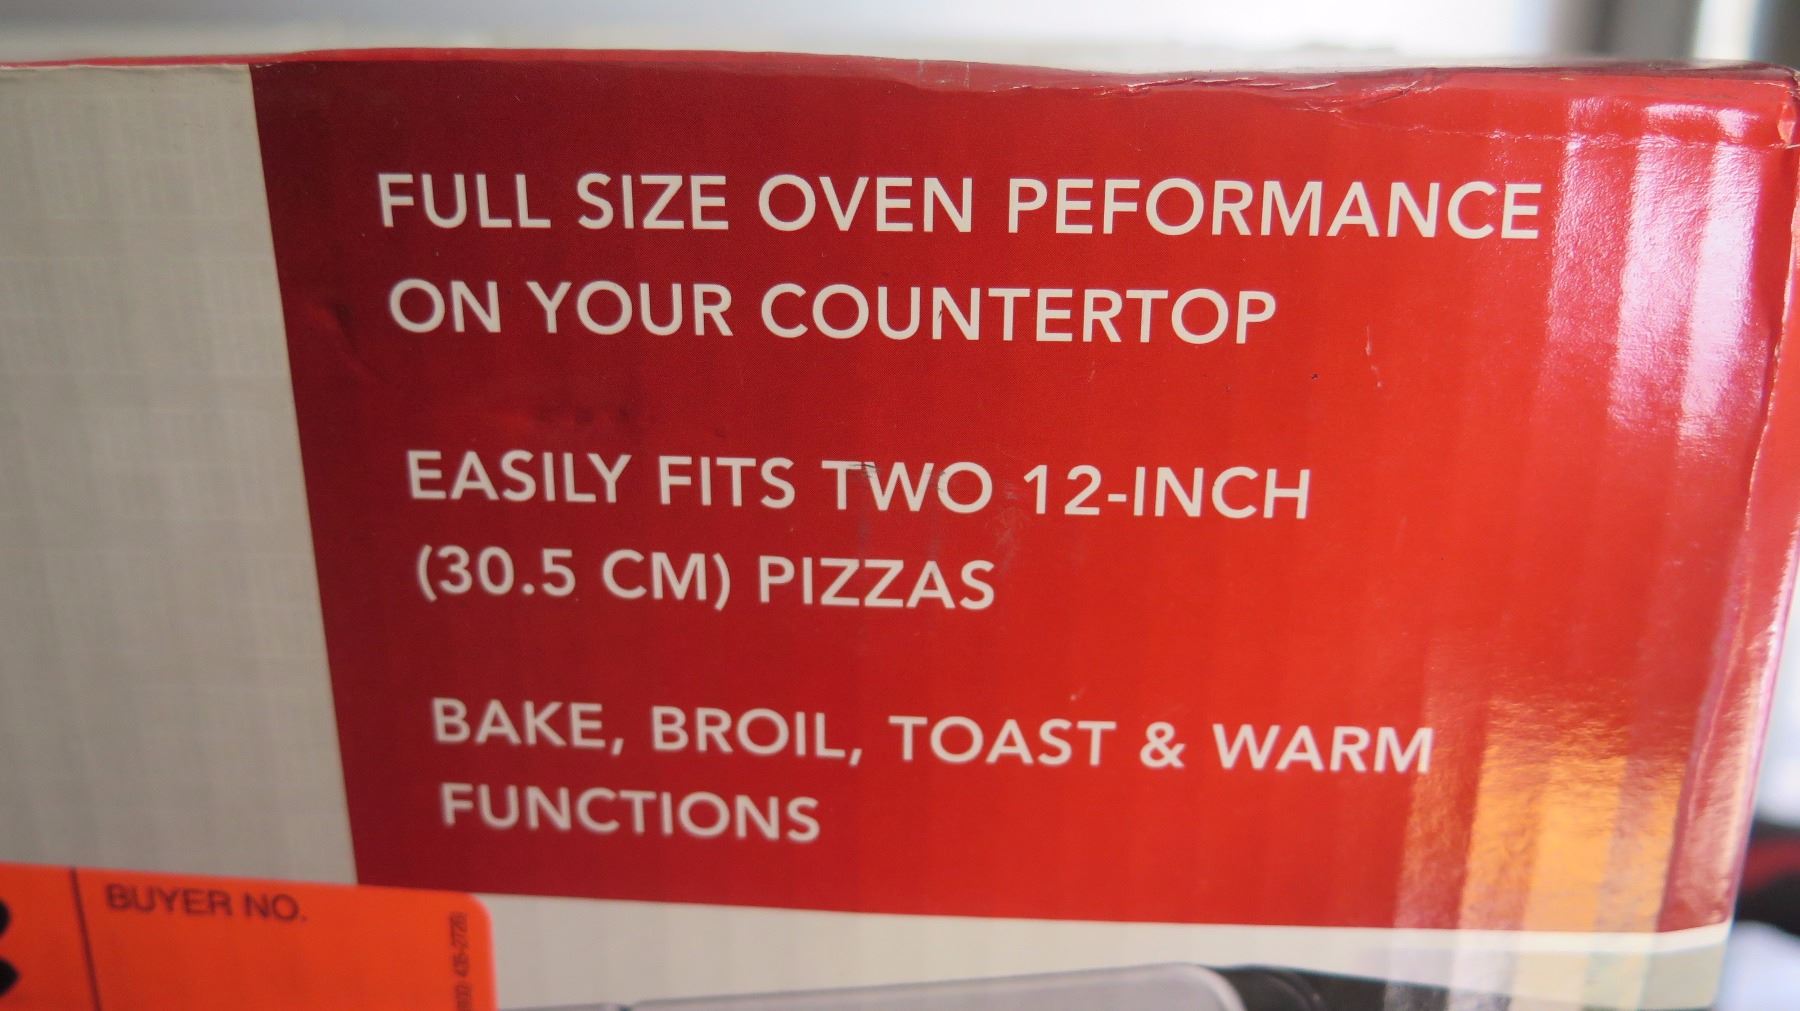 FULL SIZE OVEN PEFORMANCE
ON YOUR COUNTERTOP
EASILY FITS TWO 12-INCH
(30.5 CM) PIZZAS
BAKE, BROIL, TOAST & WARM
FUNCTIONS
BUYER NO.